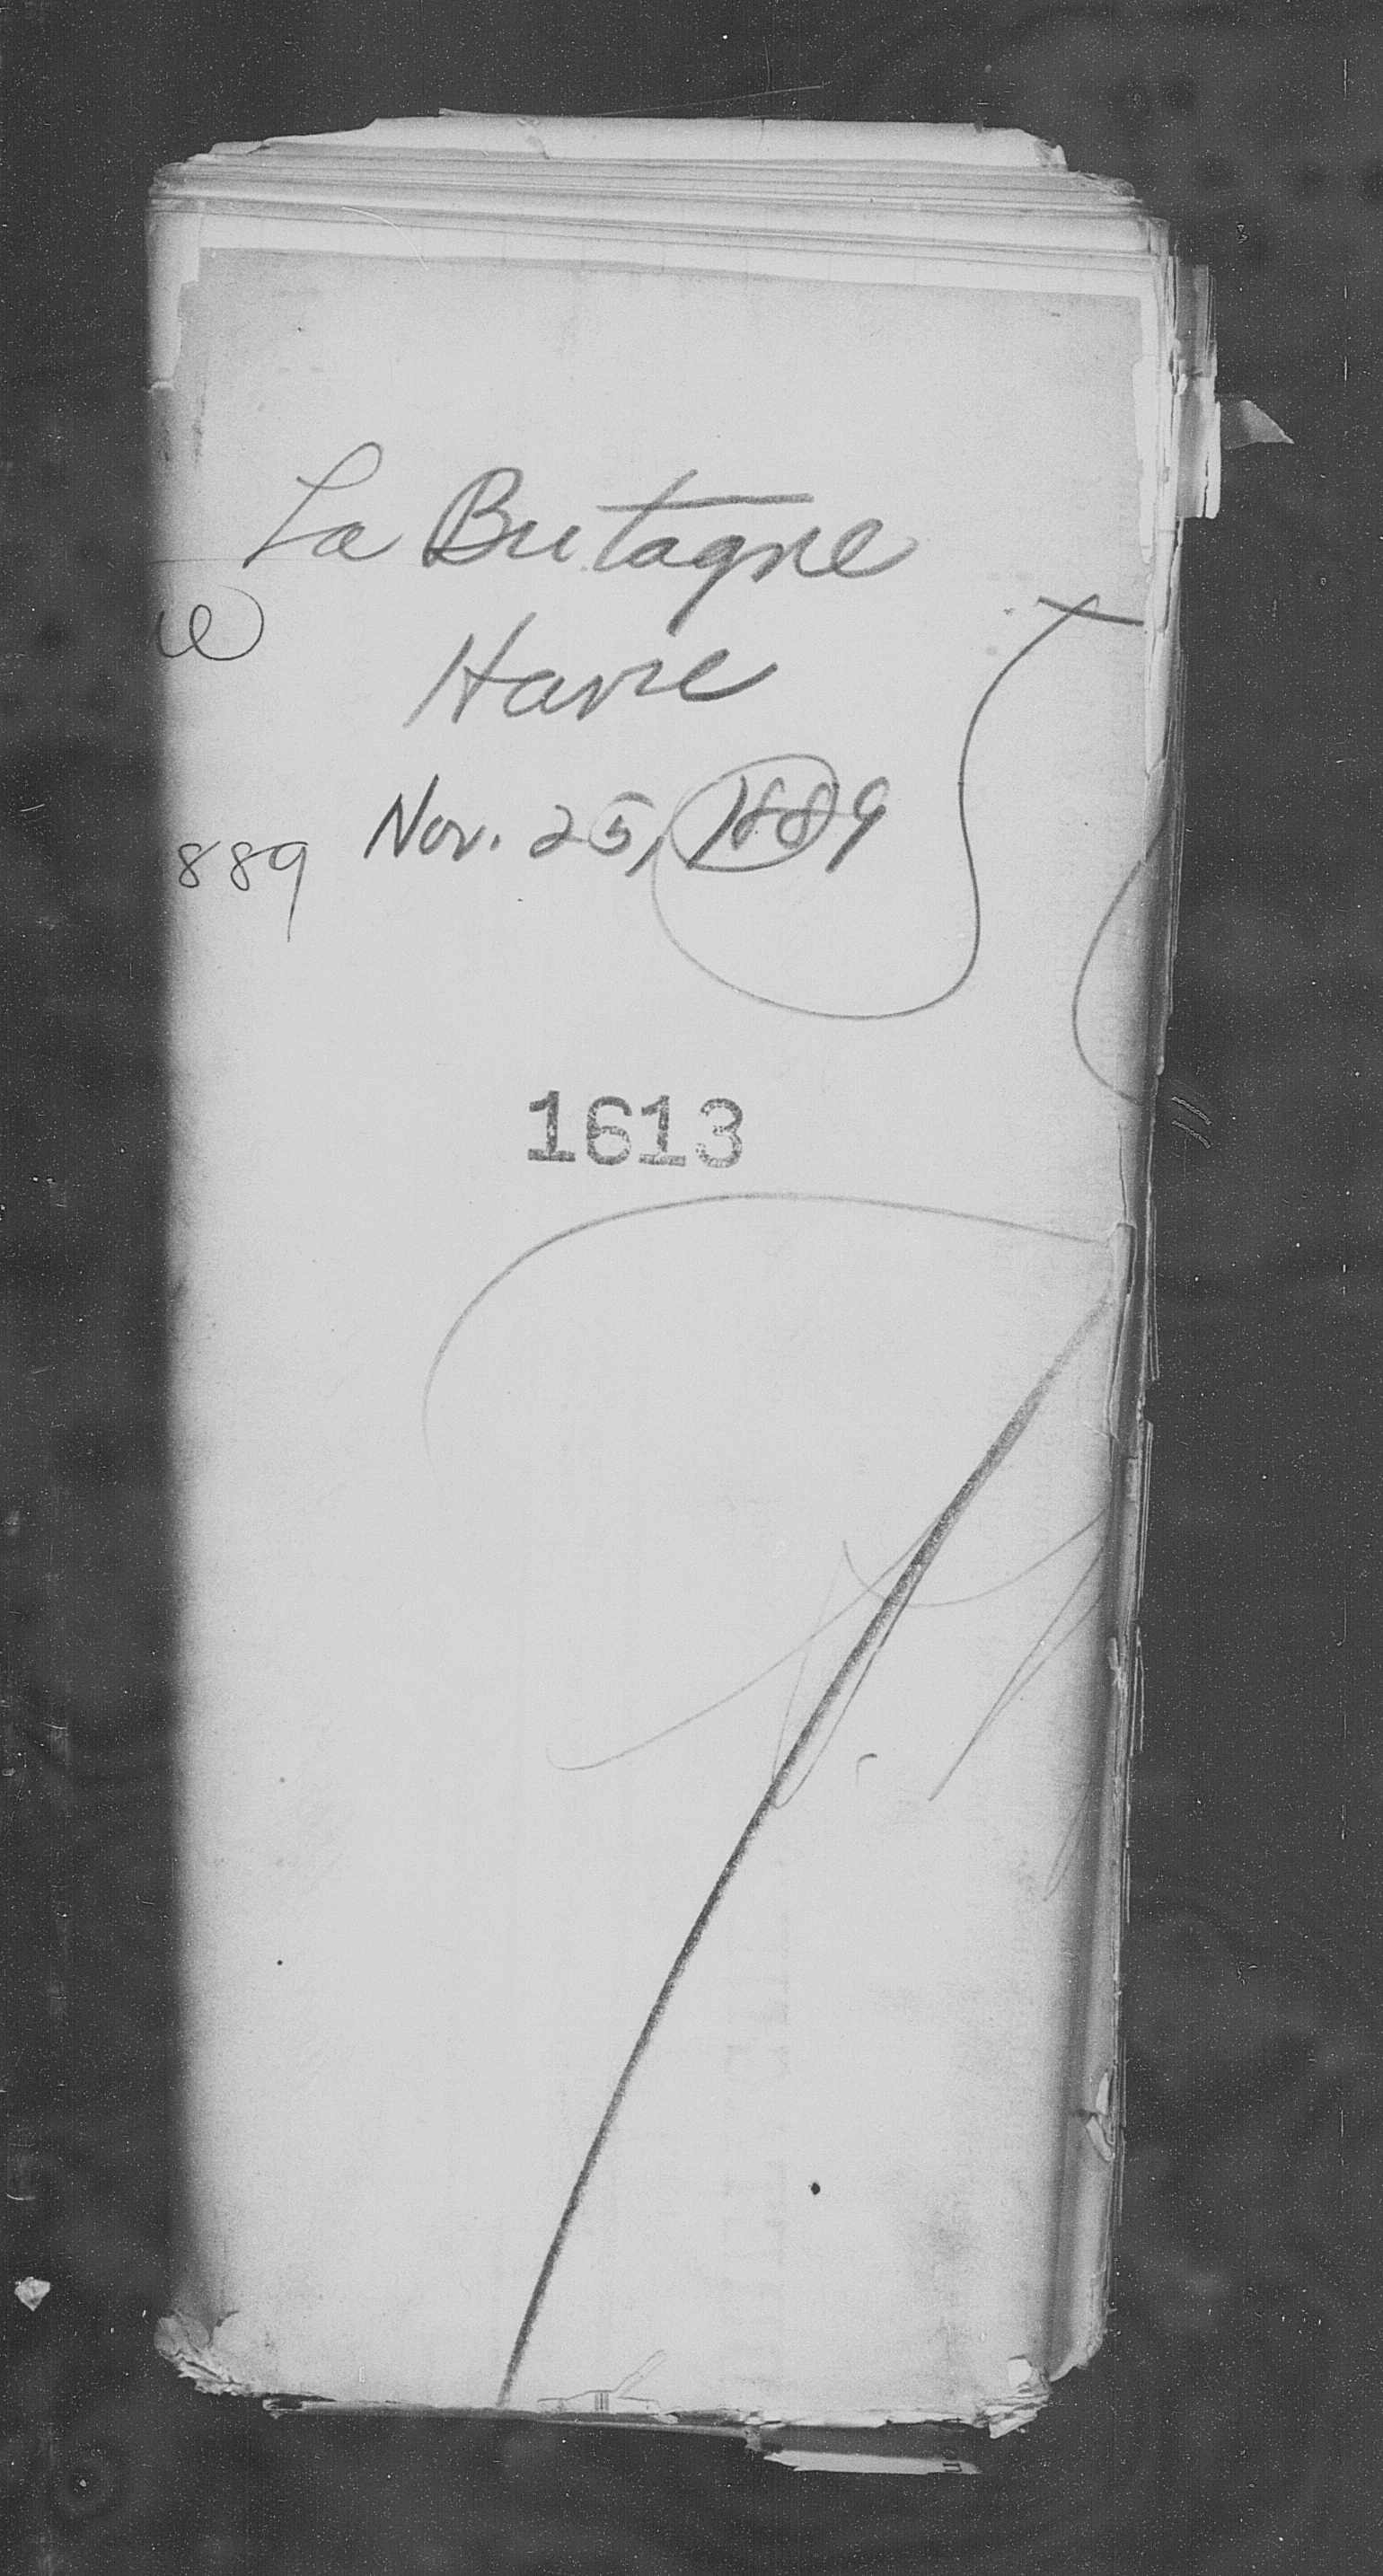 La Bretagne
Havre
Nov. 25, 1889
889
1613